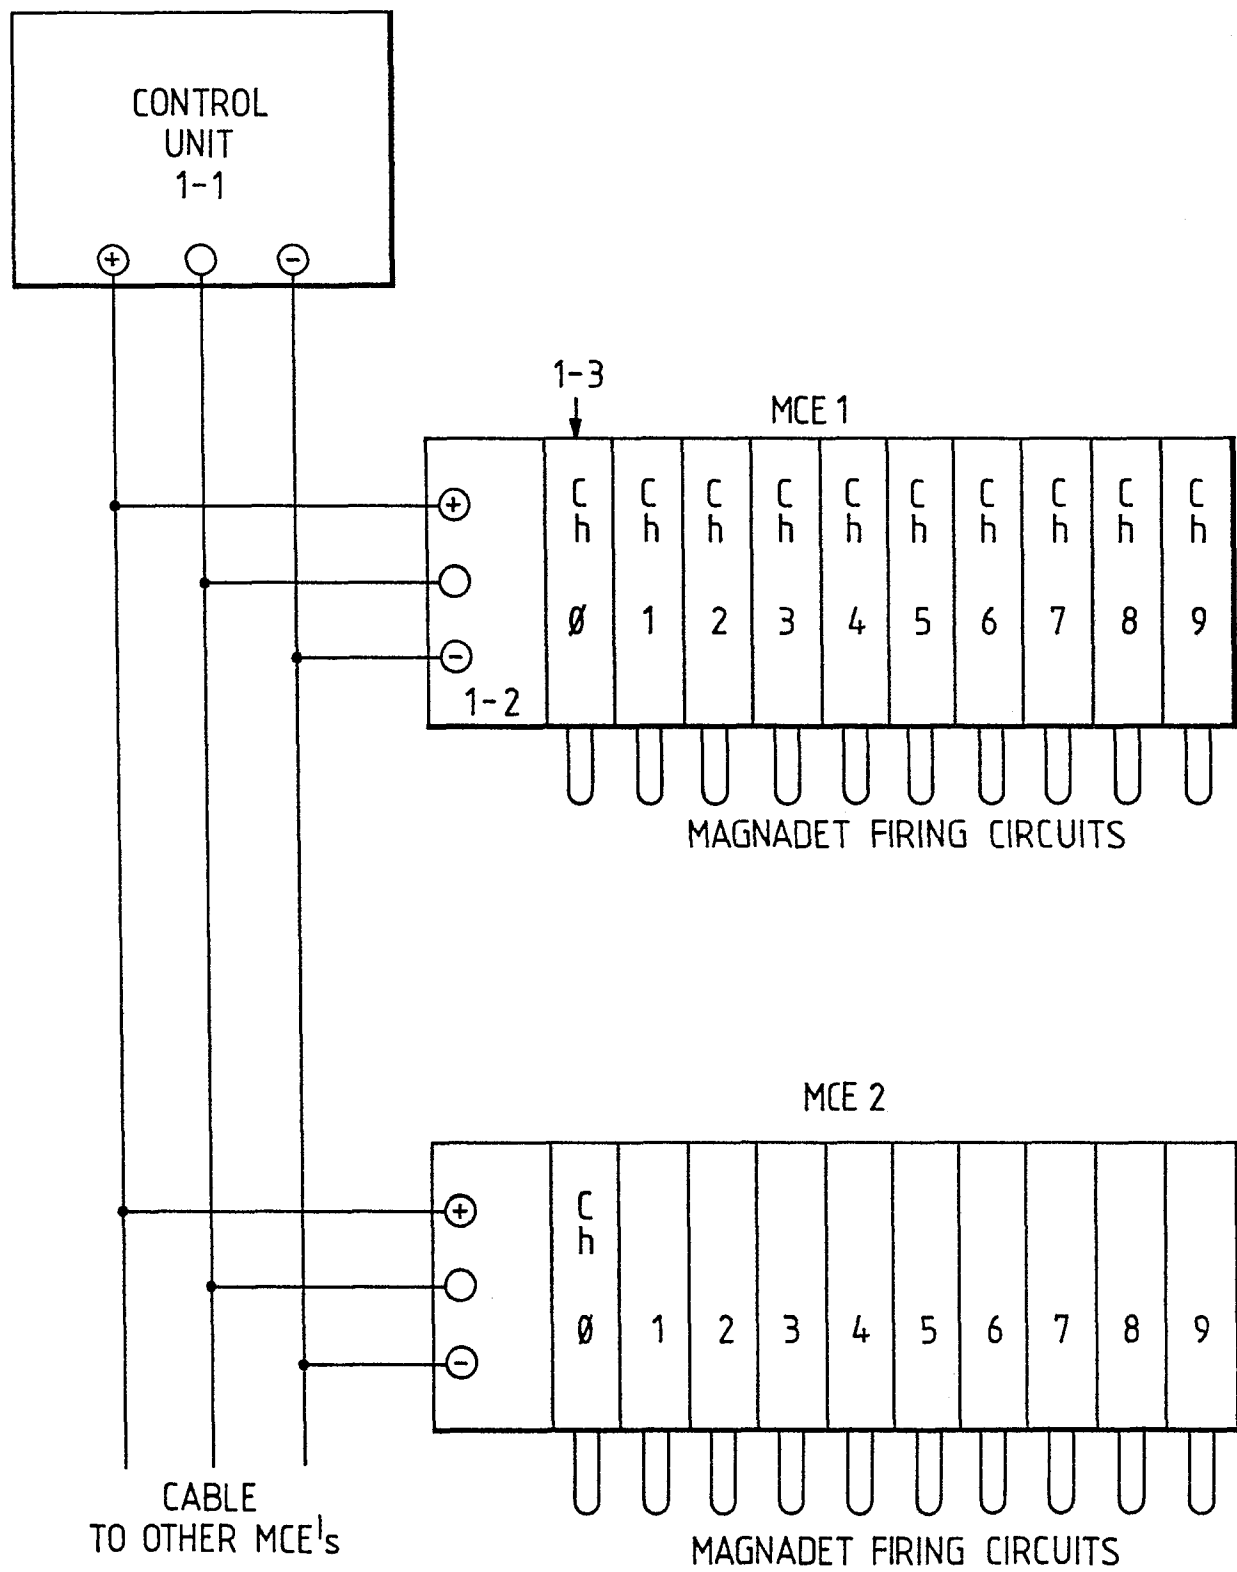 CONTROL
UNIT
1-1
+ -
1-3
MCE 1
Ch Ch Ch Ch Ch Ch Ch Ch Ch Ch
+
Ø 1 2 3 4 5 6 7 8 9
-
1-2
MAGNADET FIRING CIRCUITS
MCE 2
Ch
+
Ø 1 2 3 4 5 6 7 8 9
-
MAGNADET FIRING CIRCUITS
CABLE
TO OTHER MCE's